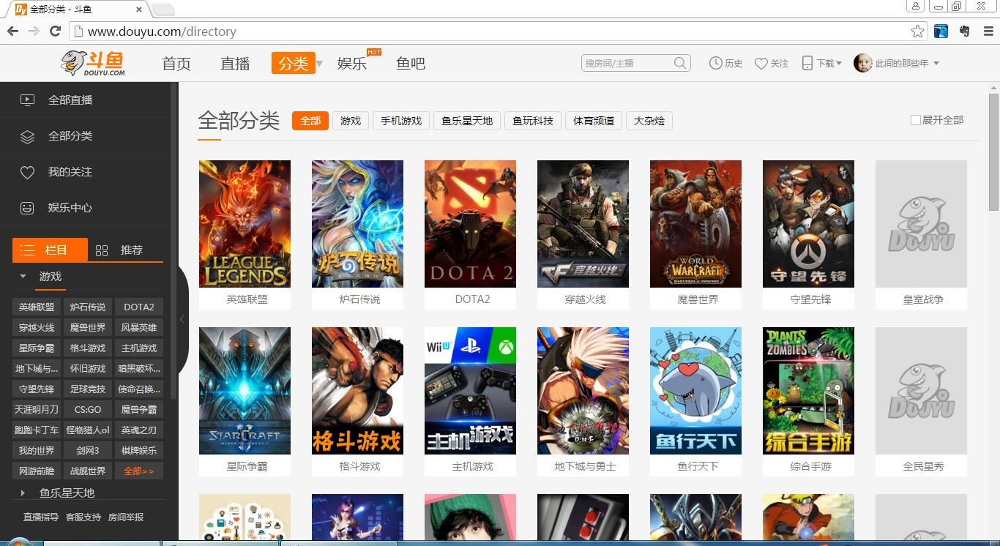 全部分类 - 斗鱼
www.douyu.com/directory
斗鱼
DOUYU.COM
首页
直播
分类
娱乐
HOT
鱼吧
搜房间/主播
历史
关注
下载
此间的那些年
全部直播
全部分类
我的关注
娱乐中心
栏目
推荐
游戏
英雄联盟 炉石传说 DOTA2
穿越火线 魔兽世界 风暴英雄
星际争霸 格斗游戏 主机游戏
地下城与... 怀旧游戏 暗黑破坏...
守望先锋 足球竞技 使命召唤...
天涯明月刀 CS:GO 魔兽争霸
跑跑卡丁车 怪物猎人ol 英魂之刃
我的世界 剑网3 棋牌娱乐
网游前瞻 战舰世界 全部>>
鱼乐星天地
直播指导 客服支持 房间举报
全部分类
全部 游戏 手机游戏 鱼乐星天地 鱼玩科技 体育频道 大杂烩
展开全部
LEAGUE of
LEGENDS
炉石传说
DOTA 2
CF 穿越火线
WORLD
WARCRAFT
WARLORDS OF DRAENOR
守望先锋
DOUYU
英雄联盟 炉石传说 DOTA2 穿越火线 魔兽世界 守望先锋 皇室战争
STARCRAFT
WINGS OF LIBERTY
格斗游戏
WiiU
主机游戏
D·N·F
鱼行天下
PLANTS
ZOMBIES
综合手游
DOUYU
星际争霸 格斗游戏 主机游戏 地下城与勇士 鱼行天下 综合手游 全民星秀